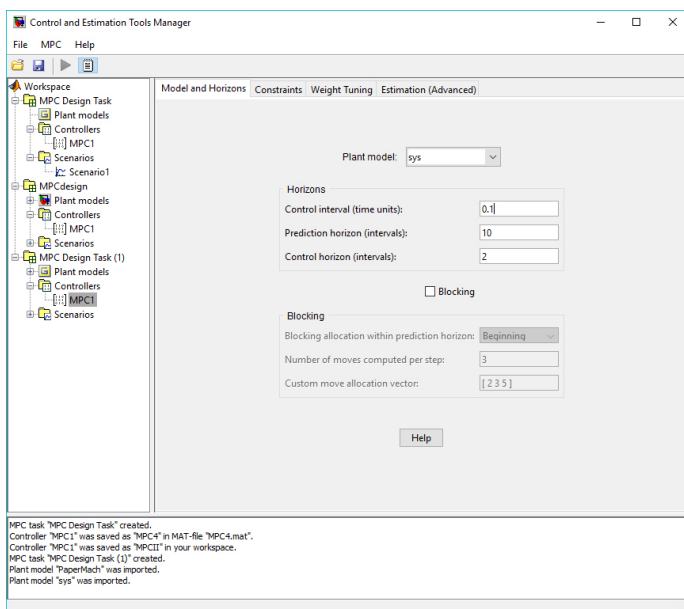 Control and Estimation Tools Manager
File MPC Help
Workspace
MPC Design Task
Plant models
Controllers
MPC1
Scenarios
Scenario1
MPCdesign
Plant models
Controllers
MPC1
Scenarios
MPC Design Task (1)
Plant models
Controllers
MPC1
Scenarios
Model and Horizons Constraints Weight Tuning Estimation (Advanced)
Plant model: sys
Horizons
Control interval (time units): 0.1
Prediction horizon (intervals): 10
Control horizon (intervals): 2
Blocking
Blocking
Blocking allocation within prediction horizon: Beginning
Number of moves computed per step: 3
Custom move allocation vector: [ 2 3 5 ]
Help
MPC task "MPC Design Task" created.
Controller "MPC1" was saved as "MPC4" in MAT-file "MPC4.mat".
Controller "MPC1" was saved as "MPCII" in your workspace.
MPC task "MPC Design Task (1)" created.
Plant model "PaperMach" was imported.
Plant model "sys" was imported.